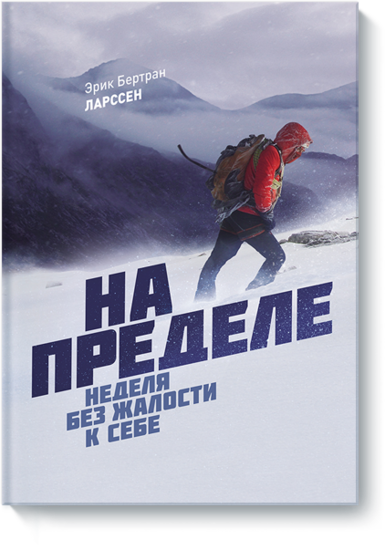 Эрик Бертран
ЛАРССЕН
НА
ПРЕДЕЛЕ
НЕДЕЛЯ
БЕЗ ЖАЛОСТИ
К СЕБЕ